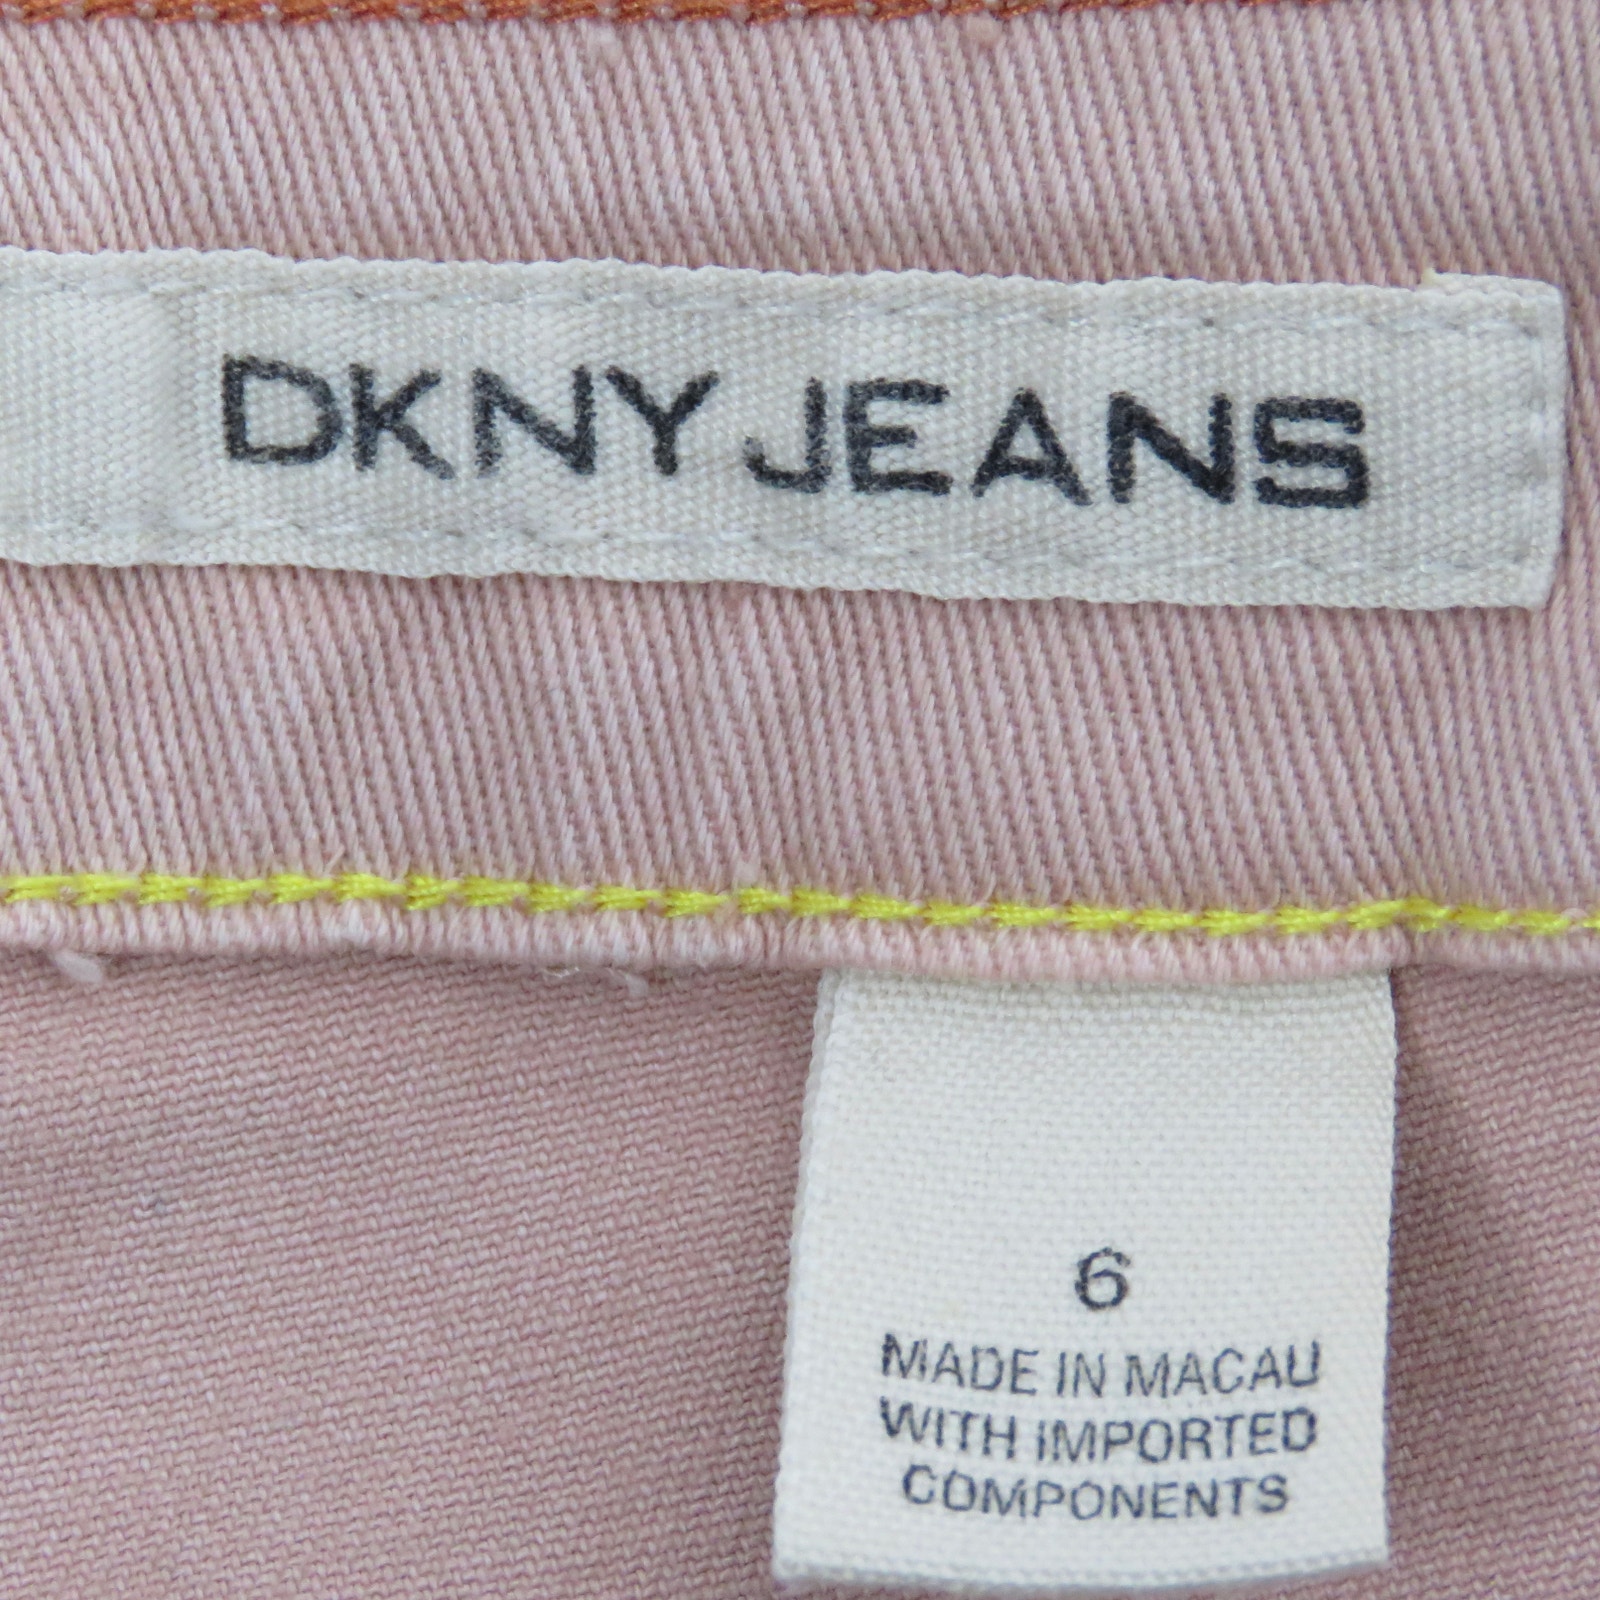 DKNY JEANS
6
MADE IN MACAU
WITH IMPORTED
COMPONENTS